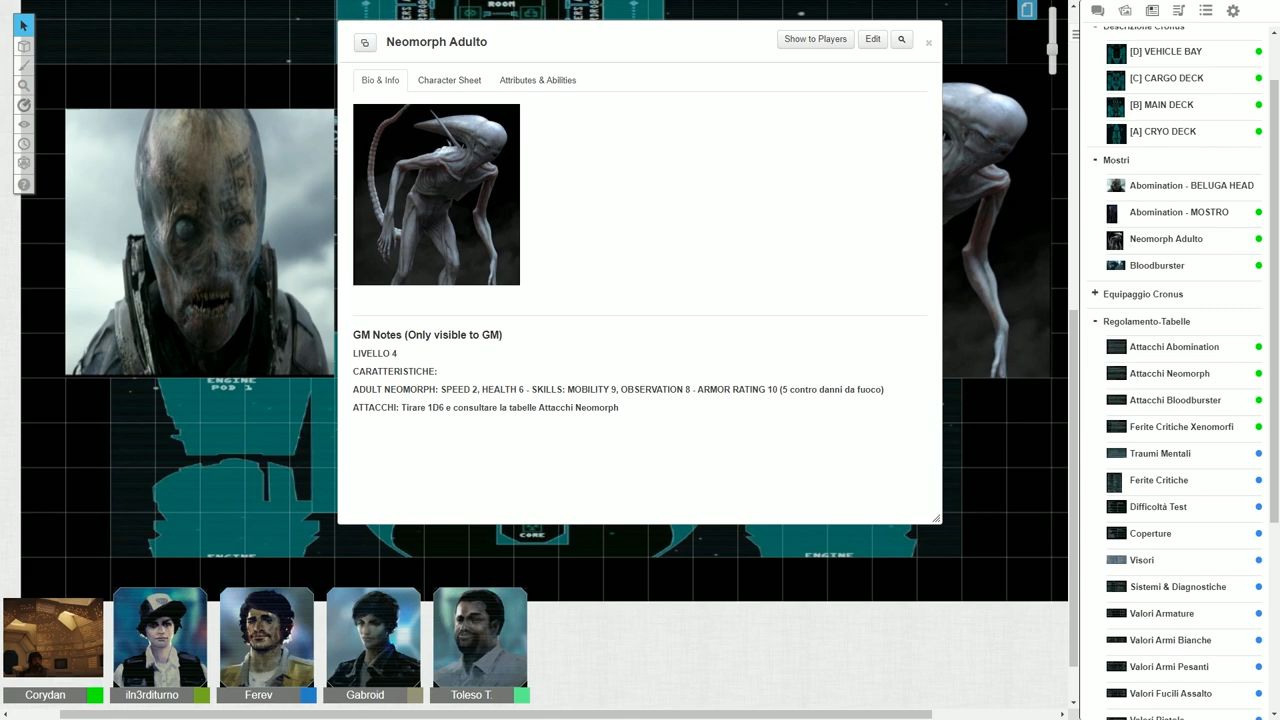 ROOM
Neomorph Adulto
Show to Players
Edit
Bio & Info
Character Sheet
Attributes & Abilities
GM Notes (Only visible to GM)
LIVELLO 4
CARATTERISTICHE:
ADULT NEOMORPH: SPEED 2, HEALTH 6 - SKILLS: MOBILITY 9, OBSERVATION 8 - ARMOR RATING 10 (5 contro danni da fuoco)
ATTACCHI: Tirare 1D6 e consultare la tabelle Attacchi Neomorph
ENGINE
POD 1
ENGINE
CORE
ENGINE
Corydan
iln3rditurno
Ferev
Gabroid
Toleso T.
Descrizione Cronus
[D] VEHICLE BAY
[C] CARGO DECK
[B] MAIN DECK
[A] CRYO DECK
Mostri
Abomination - BELUGA HEAD
Abomination - MOSTRO
Neomorph Adulto
Bloodburster
Equipaggio Cronus
Regolamento-Tabelle
Attacchi Abomination
Attacchi Neomorph
Attacchi Bloodburster
Ferite Critiche Xenomorfi
Traumi Mentali
Ferite Critiche
Difficoltà Test
Coperture
Visori
Sistemi & Diagnostiche
Valori Armature
Valori Armi Bianche
Valori Armi Pesanti
Valori Fucili Assalto
Valori Pistole